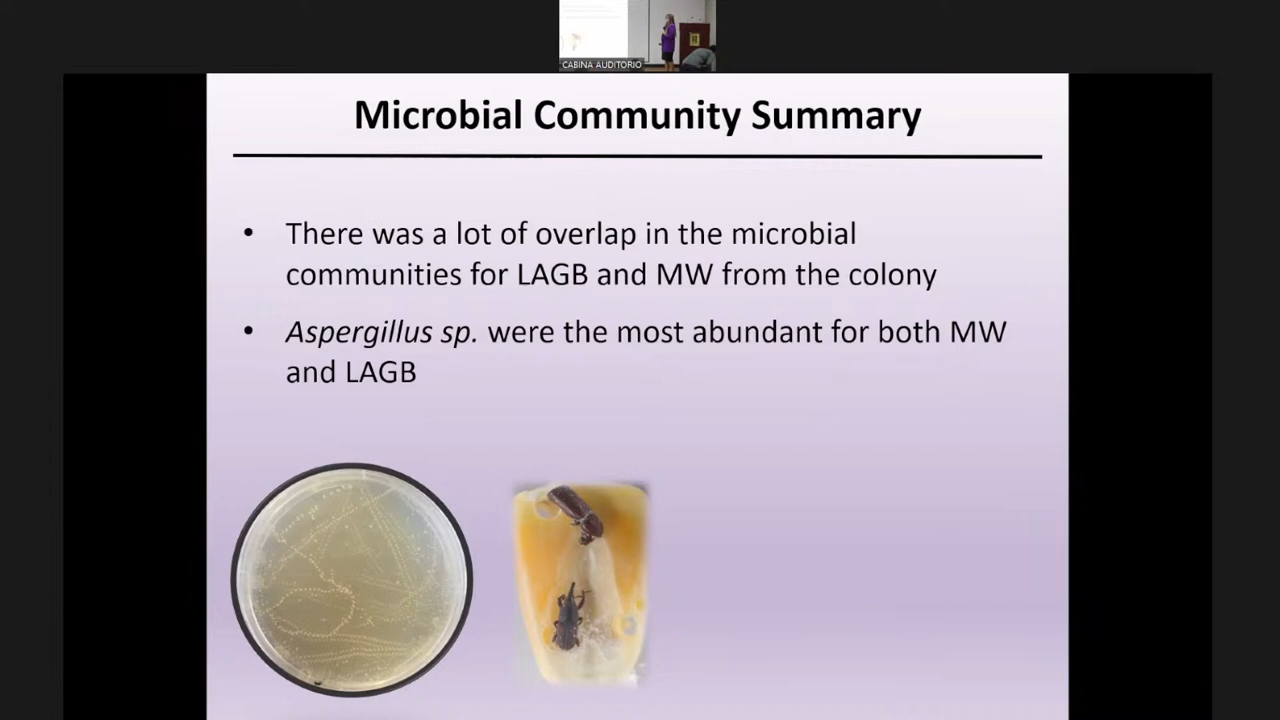 CABINA AUDITORIO
Microbial Community Summary
• There was a lot of overlap in the microbial
communities for LAGB and MW from the colony
• Aspergillus sp. were the most abundant for both MW
and LAGB